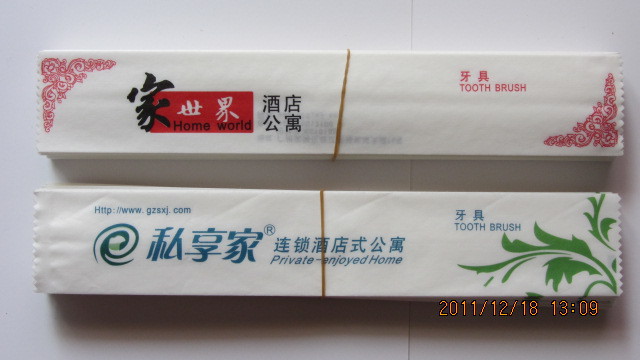 家世界
Home world
酒店
公寓
牙具
TOOTH BRUSH
Http://www.gzsxj.com
私享家®
连锁酒店式公寓
Private-enjoyed Home
牙具
TOOTH BRUSH
2011/12/18 13:09